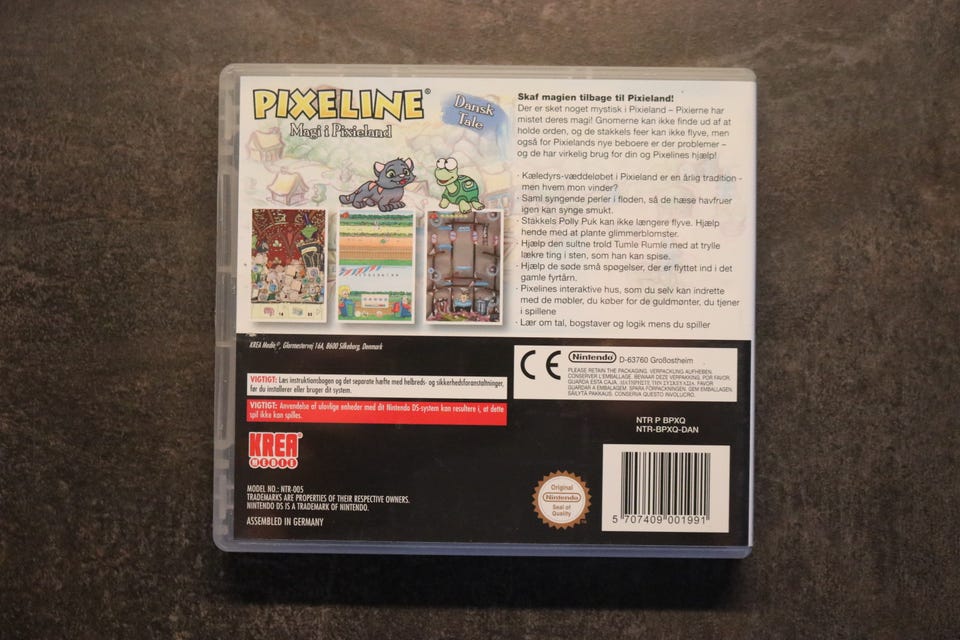 PIXELINE®
Magi i Pixieland
Dansk
Tale
Skaf magien tilbage til Pixieland!
Der er sket noget mystisk i Pixieland – Pixierne har
mistet deres magi! Gnomerne kan ikke finde ud af at
holde orden, og de stakkels feer kan ikke flyve, men
også for Pixielands nye beboere er der problemer –
og de har virkelig brug for din og Pixelines hjælp!
· Kæledyrs-væddeløbet i Pixieland er en årlig tradition -
men hvem mon vinder?
· Saml syngende perler i floden, så de hæse havfruer
igen kan synge smukt.
· Stakkels Polly Puk kan ikke længere flyve. Hjælp
hende med at plante glimmerblomster.
· Hjælp den sultne trold Tumle Rumle med at trylle
lækre ting i sten, som han kan spise.
· Hjælp de søde små spøgelser, der er flyttet ind i det
gamle fyrtårn.
· Pixelines interaktive hus, som du selv kan indrette
med de møbler, du køber for de guldmønter, du tjener
i spillene
· Lær om tal, bogstaver og logik mens du spiller
KREA Medie®, Glarmestervej 16A, 8600 Silkeborg, Denmark
VIGTIGT: Læs instruktionsbogen og det separate hæfte med helbreds- og sikkerhedsforanstaltninger,
før du installerer eller bruger dit system.
VIGTIGT: Anvendelse af ulovlige enheder med dit Nintendo DS-system kan resultere i, at dette
spil ikke kan spilles.
CE
Nintendo
D-63760 Großostheim
PLEASE RETAIN THE PACKAGING. VERPACKUNG AUFHEBEN.
CONSERVER L'EMBALLAGE. BEWAAR DEZE VERPAKKING. POR FAVOR,
GUARDA ESTA CAJA. FAVOR
GUARDAR A EMBALAGEM. SPARA FÖRPACKNINGEN. GEM EMBALLAGEN.
SÄILYTÄ PAKKAUS. CONSERVA QUESTO INVOLUCRO.
NTR P BPXQ
NTR-BPXQ-DAN
KREA®
MEDIE
MODEL NO.: NTR-005
TRADEMARKS ARE PROPERTIES OF THEIR RESPECTIVE OWNERS.
NINTENDO DS IS A TRADEMARK OF NINTENDO.
ASSEMBLED IN GERMANY
Original
Nintendo
Seal of
Quality
5 707409 001991